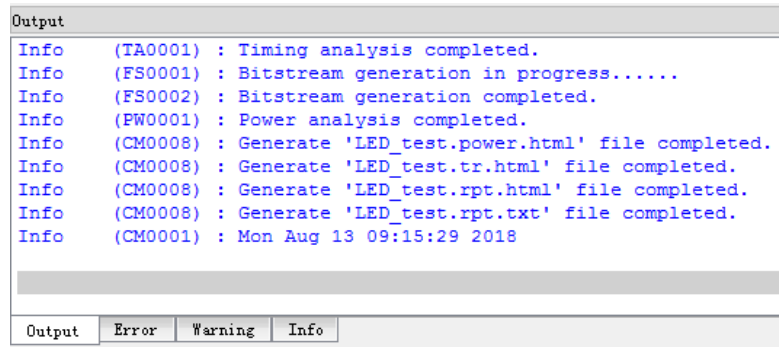 Output
Info (TA0001) : Timing analysis completed.
Info (FS0001) : Bitstream generation in progress......
Info (FS0002) : Bitstream generation completed.
Info (PW0001) : Power analysis completed.
Info (CM0008) : Generate 'LED_test.power.html' file completed.
Info (CM0008) : Generate 'LED_test.tr.html' file completed.
Info (CM0008) : Generate 'LED_test.rpt.html' file completed.
Info (CM0008) : Generate 'LED_test.rpt.txt' file completed.
Info (CM0001) : Mon Aug 13 09:15:29 2018
Output Error Warning Info